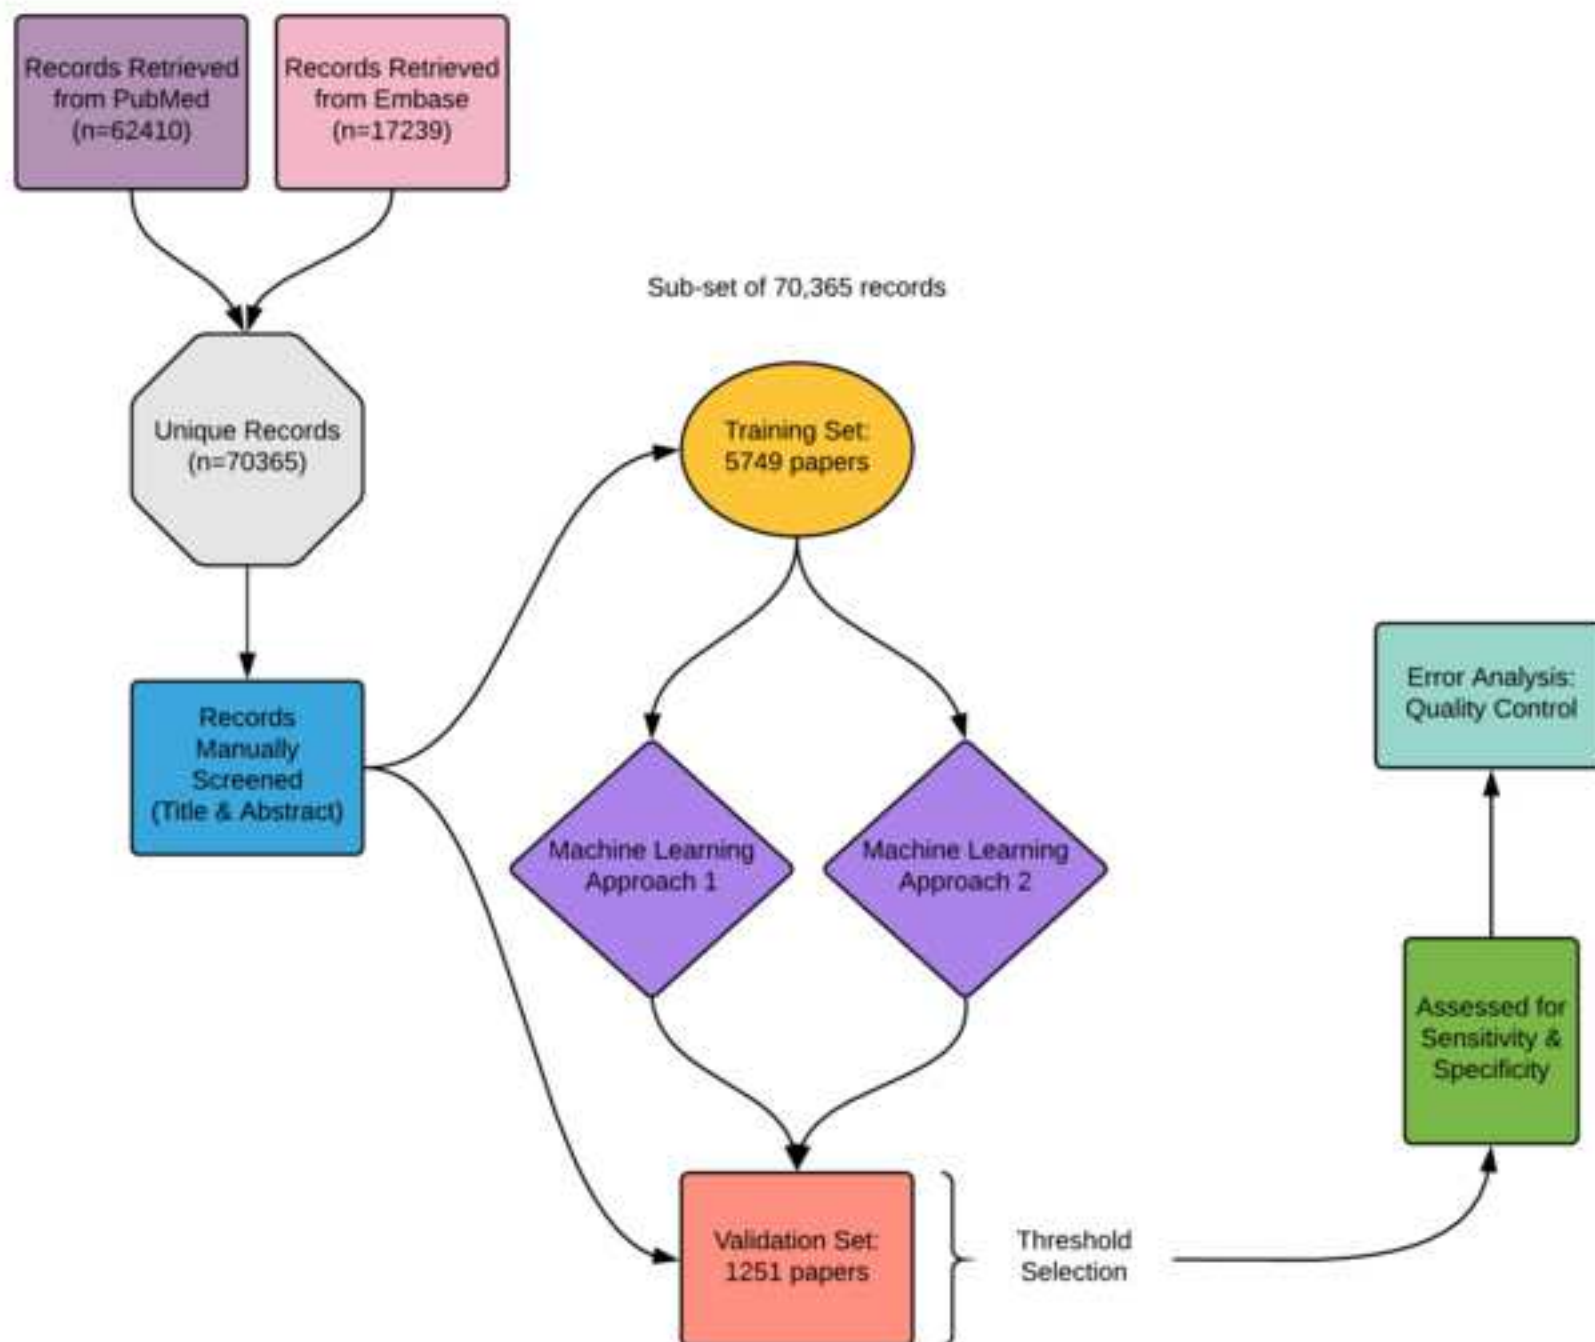 Records Retrieved
from PubMed
(n=62410)
Records Retrieved
from Embase
(n=17239)
Sub-set of 70,365 records
Unique Records
(n=70365)
Training Set:
5749 papers
Records
Manually
Screened
(Title & Abstract)
Error Analysis:
Quality Control
Machine Learning
Approach 1
Machine Learning
Approach 2
Assessed for
Sensitivity &
Specificity
Validation Set:
1251 papers
Threshold
Selection